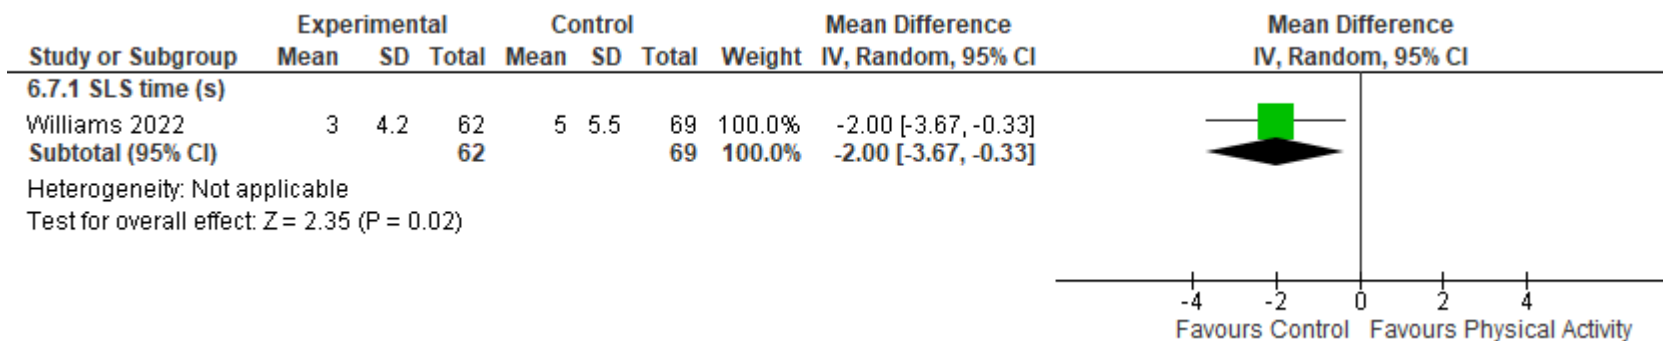 Experimental Control Mean Difference Mean Difference
Study or Subgroup Mean SD Total Mean SD Total Weight IV, Random, 95% CI IV, Random, 95% CI
6.7.1 SLS time (s)
Williams 2022 3 4.2 62 5 5.5 69 100.0% -2.00 [-3.67, -0.33]
Subtotal (95% CI) 62 69 100.0% -2.00 [-3.67, -0.33]
Heterogeneity: Not applicable
Test for overall effect: Z = 2.35 (P = 0.02)
-4 -2 0 2 4
Favours Control Favours Physical Activity